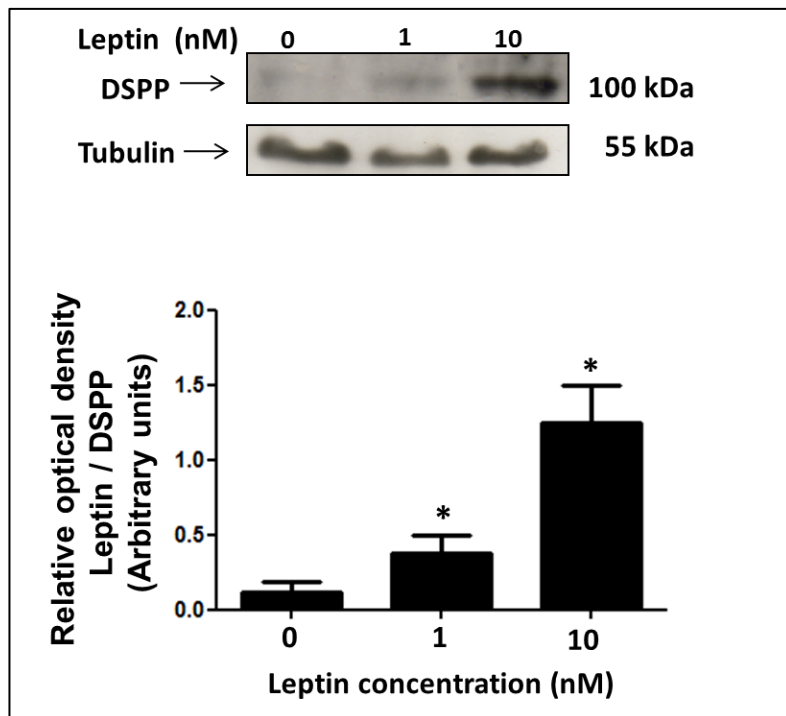 Leptin (nM) 0 1 10
DSPP → 100 kDa
Tubulin → 55 kDa
Relative optical density
Leptin / DSPP
(Arbitrary units)
2.0
1.5
*
1.0
0.5
*
0.0
0 1 10
Leptin concentration (nM)